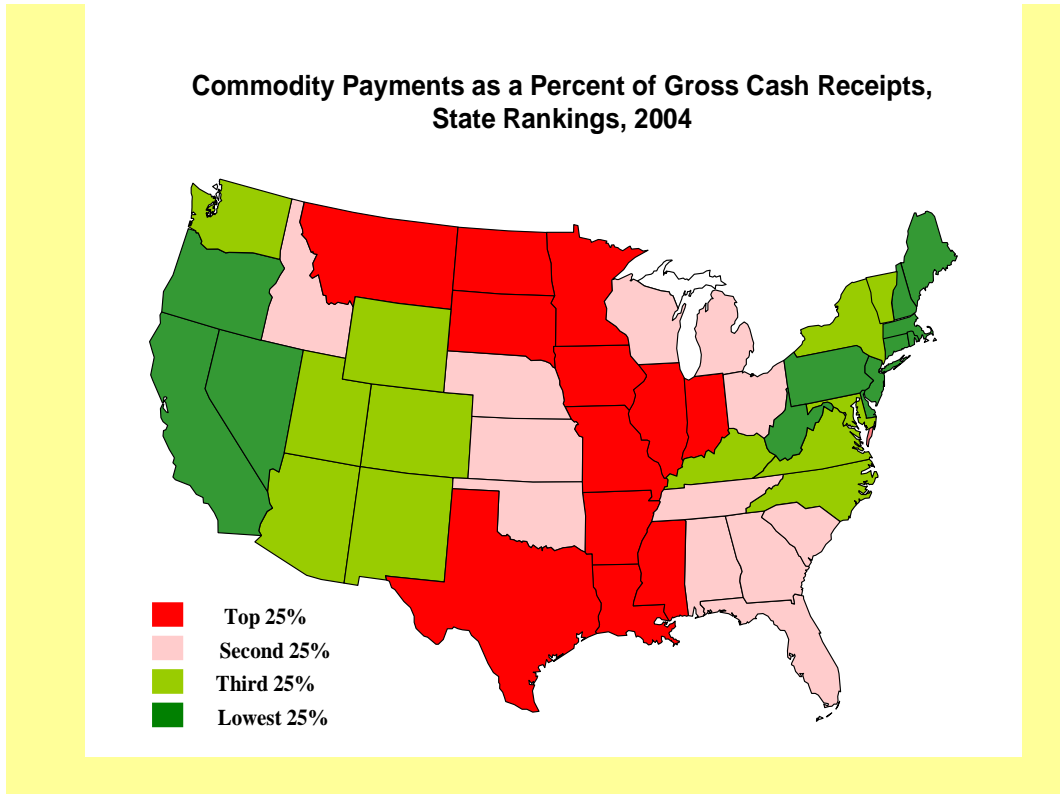 Commodity Payments as a Percent of Gross Cash Receipts,
State Rankings, 2004
Top 25%
Second 25%
Third 25%
Lowest 25%